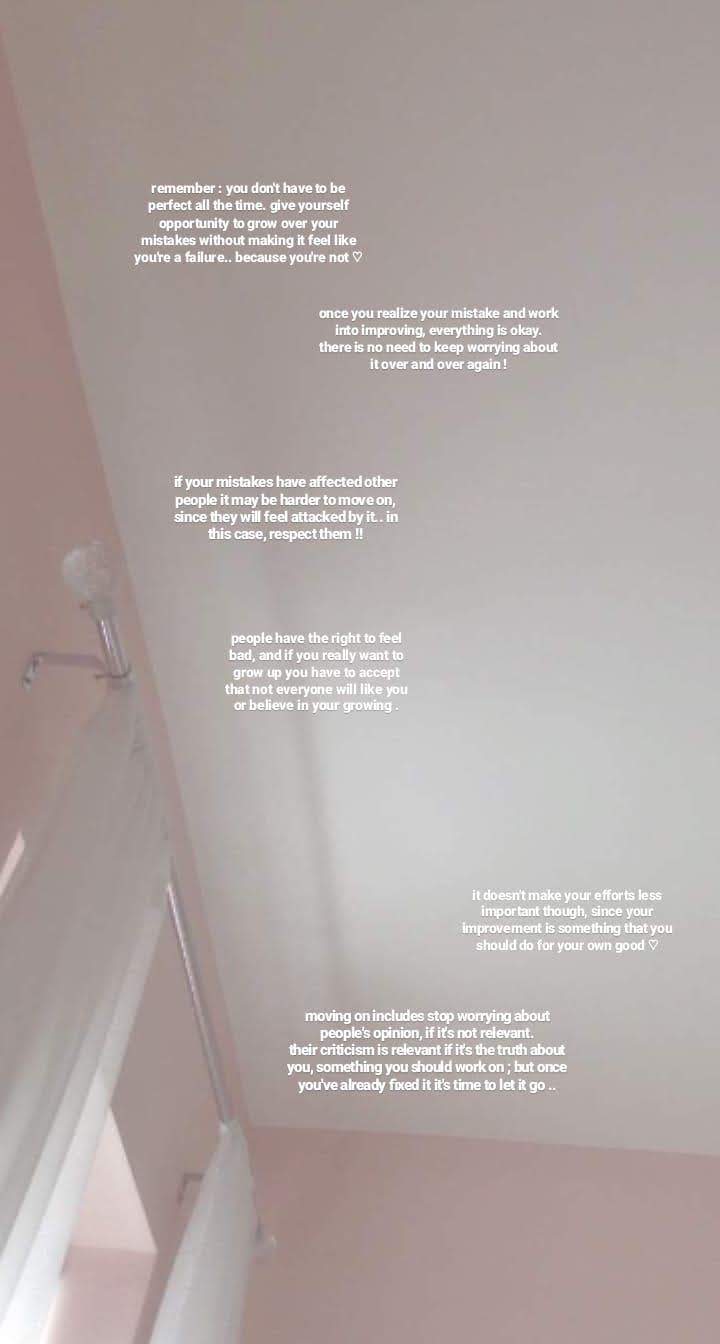 remember : you don't have to be
perfect all the time. give yourself
opportunity to grow over your
mistakes without making it feel like
you're a failure.. because you're not ♡
once you realize your mistake and work
into improving, everything is okay.
there is no need to keep worrying about
it over and over again !
if your mistakes have affected other
people it may be harder to move on,
since they will feel attacked by it.. in
this case, respect them !!
people have the right to feel
bad, and if you really want to
grow up you have to accept
that not everyone will like you
or believe in your growing .
it doesn't make your efforts less
important though, since your
improvement is something that you
should do for your own good ♡
moving on includes stop worrying about
people's opinion, if it's not relevant.
their criticism is relevant if it's the truth about
you, something you should work on ; but once
you've already fixed it it's time to let it go ..